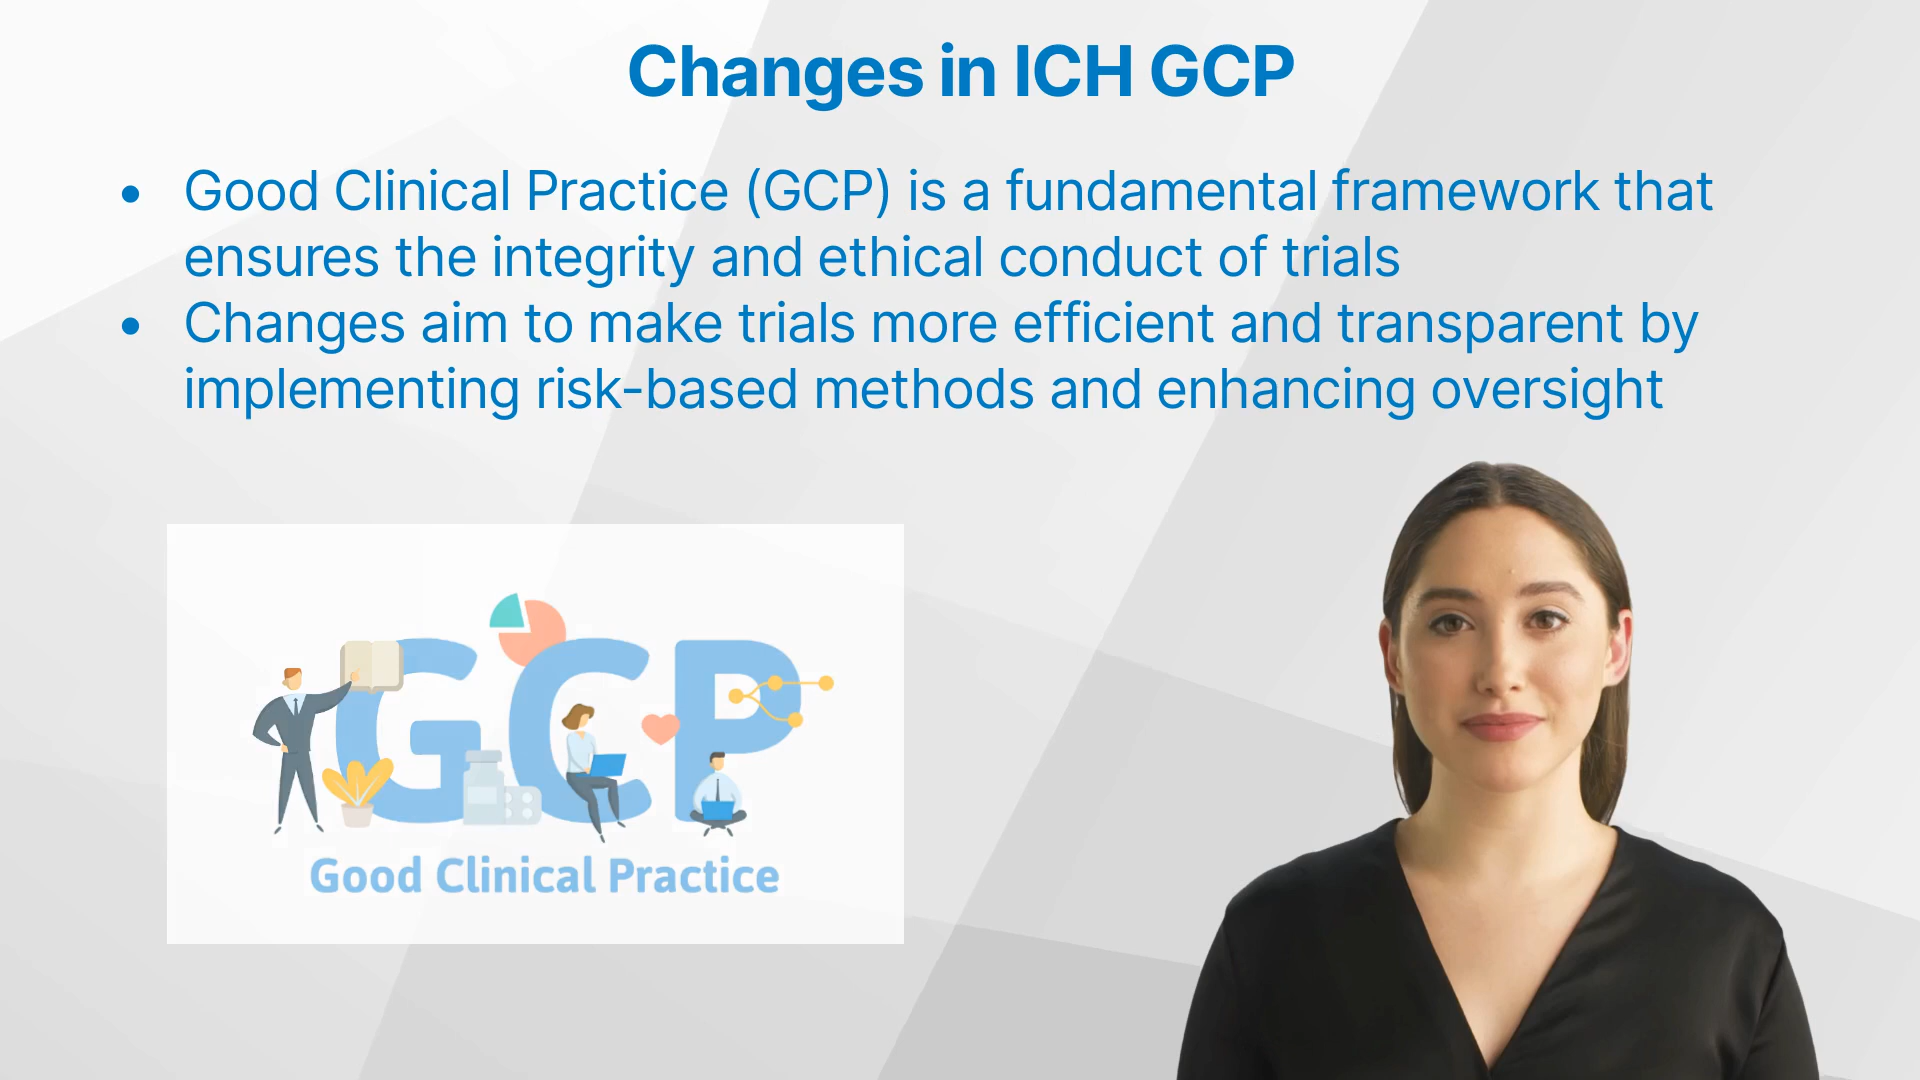 Changes in ICH GCP
• Good Clinical Practice (GCP) is a fundamental framework that
ensures the integrity and ethical conduct of trials
• Changes aim to make trials more efficient and transparent by
implementing risk-based methods and enhancing oversight
GCP
Good Clinical Practice